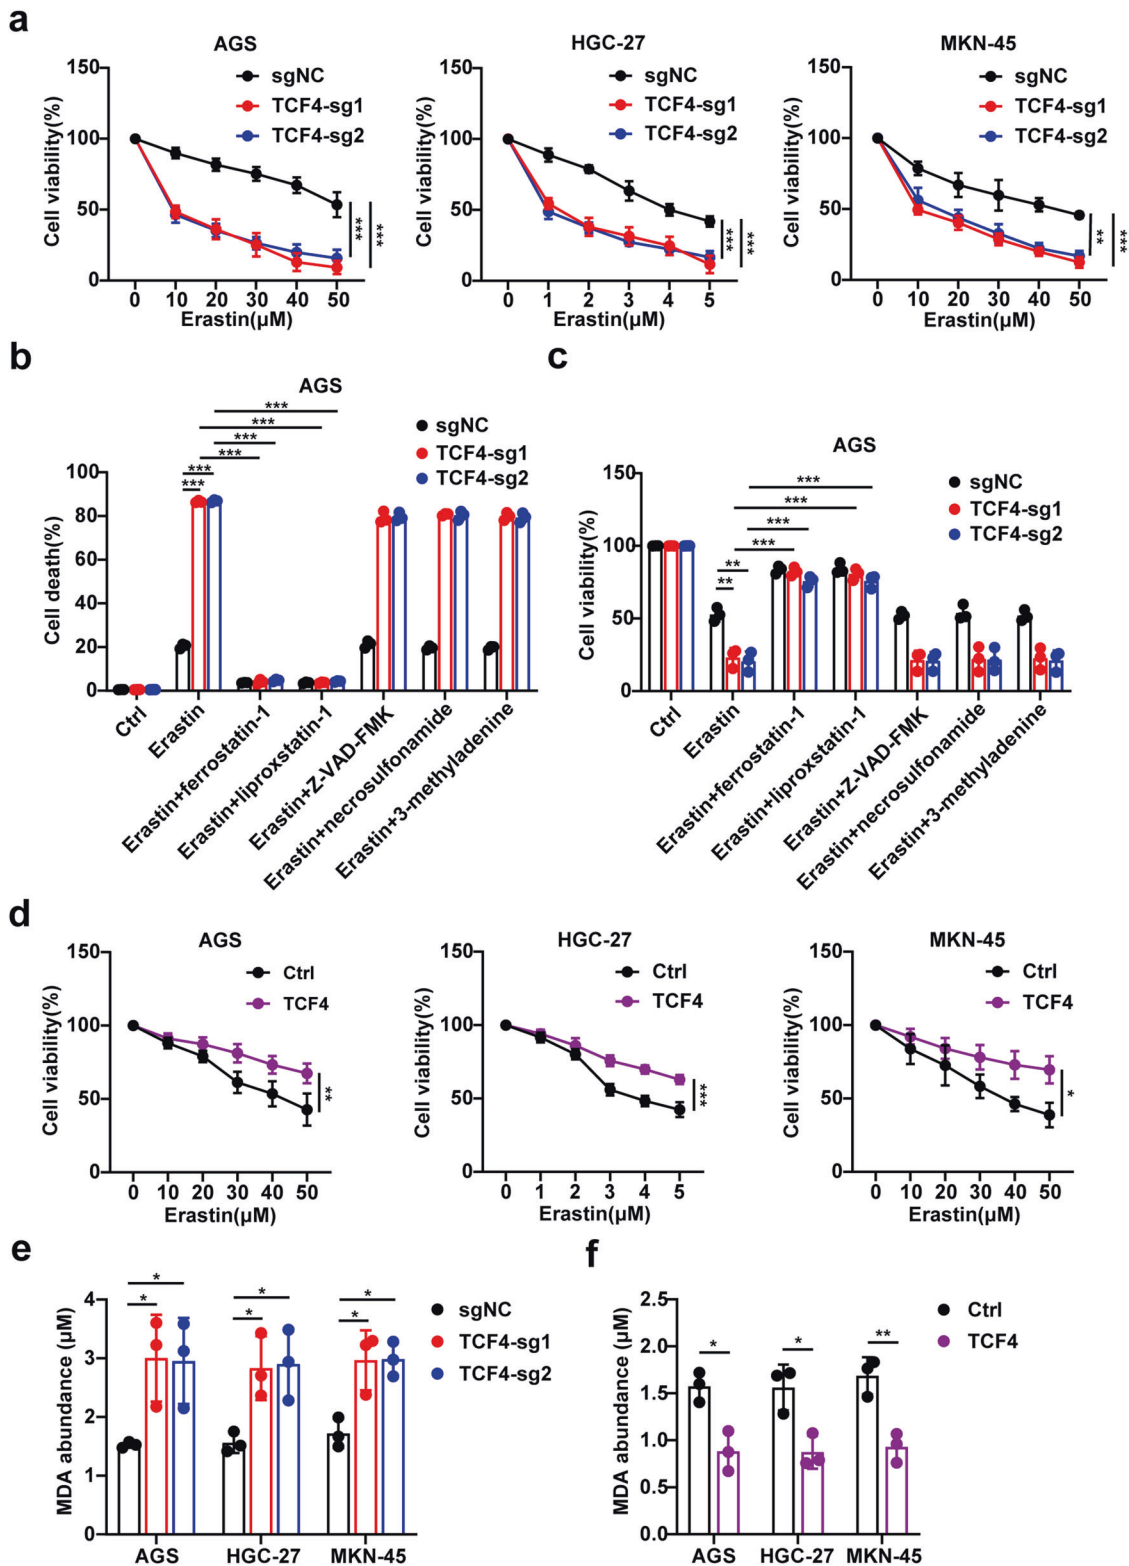 a
AGS
HGC-27
MKN-45
sgNC
TCF4-sg1
TCF4-sg2
sgNC
TCF4-sg1
TCF4-sg2
sgNC
TCF4-sg1
TCF4-sg2
Cell viability(%)
150
100
50
0
Cell viability(%)
150
100
50
0
Cell viability(%)
150
100
50
0
***
***
***
***
**
***
0 10 20 30 40 50
0 1 2 3 4 5
0 10 20 30 40 50
Erastin(μM)
Erastin(μM)
Erastin(μM)
b
AGS
sgNC
TCF4-sg1
TCF4-sg2
***
***
***
***
***
***
Cell death(%)
100
80
60
40
20
0
Ctrl
Erastin
Erastin+ferrostatin-1
Erastin+liproxstatin-1
Erastin+Z-VAD-FMK
Erastin+necrosulfonamide
Erastin+3-methyladenine
c
AGS
sgNC
TCF4-sg1
TCF4-sg2
***
***
***
***
**
**
Cell viability(%)
150
100
50
0
Ctrl
Erastin
Erastin+ferrostatin-1
Erastin+liproxstatin-1
Erastin+Z-VAD-FMK
Erastin+necrosulfonamide
Erastin+3-methyladenine
d
AGS
HGC-27
MKN-45
Ctrl
TCF4
Ctrl
TCF4
Ctrl
TCF4
Cell viability(%)
150
100
50
0
Cell viability(%)
150
100
50
0
Cell viability(%)
150
100
50
0
**
***
*
0 10 20 30 40 50
0 1 2 3 4 5
0 10 20 30 40 50
Erastin(μM)
Erastin(μM)
Erastin(μM)
e
sgNC
TCF4-sg1
TCF4-sg2
*
*
*
*
*
*
MDA abundance (μM)
4
3
2
1
0
AGS HGC-27 MKN-45
f
Ctrl
TCF4
*
*
**
MDA abundance (μM)
2.5
2.0
1.5
1.0
0.5
0.0
AGS HGC-27 MKN-45